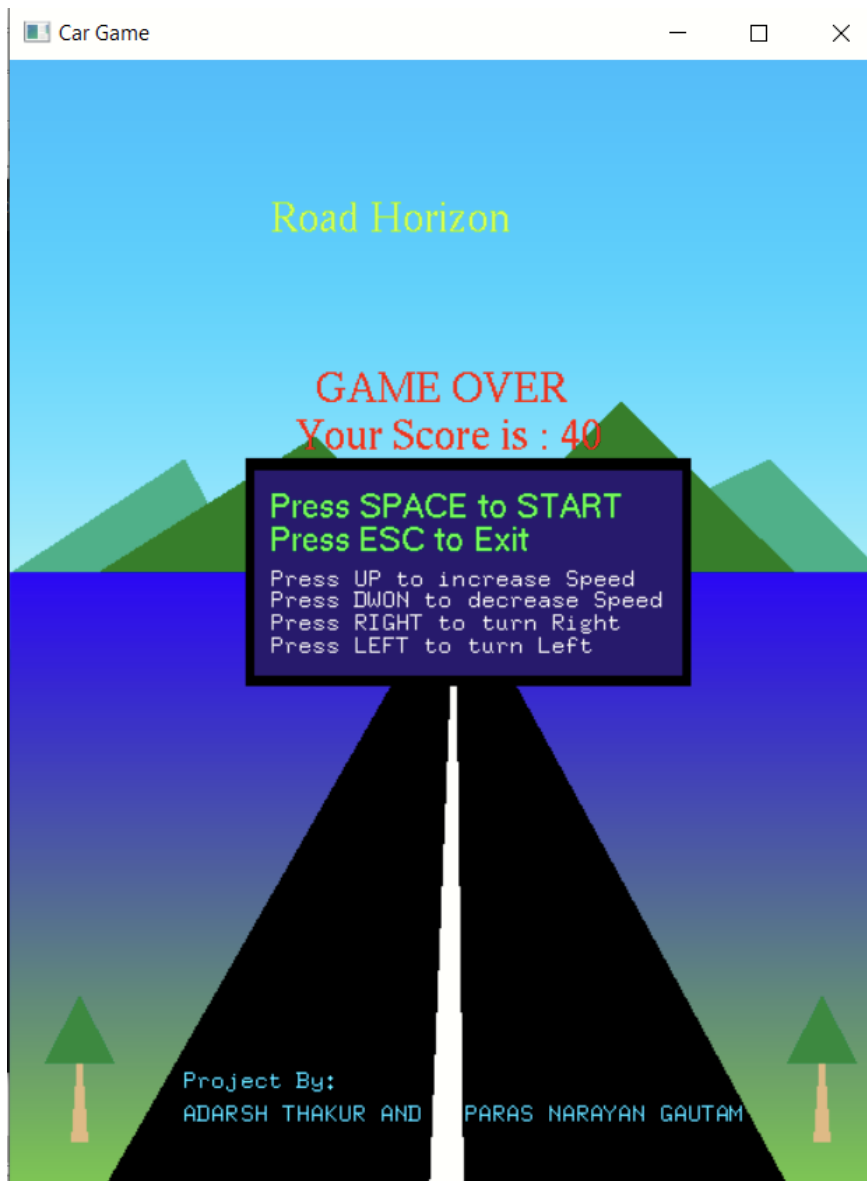 Car Game
Road Horizon
GAME OVER
Your Score is : 40
Press SPACE to START
Press ESC to Exit
Press UP to increase Speed
Press DWON to decrease Speed
Press RIGHT to turn Right
Press LEFT to turn Left
Project By:
ADARSH THAKUR AND PARAS NARAYAN GAUTAM